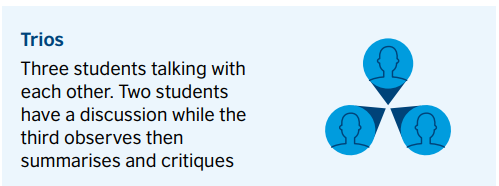 Trios
Three students talking with
each other. Two students
have a discussion while the
third observes then
summarises and critiques